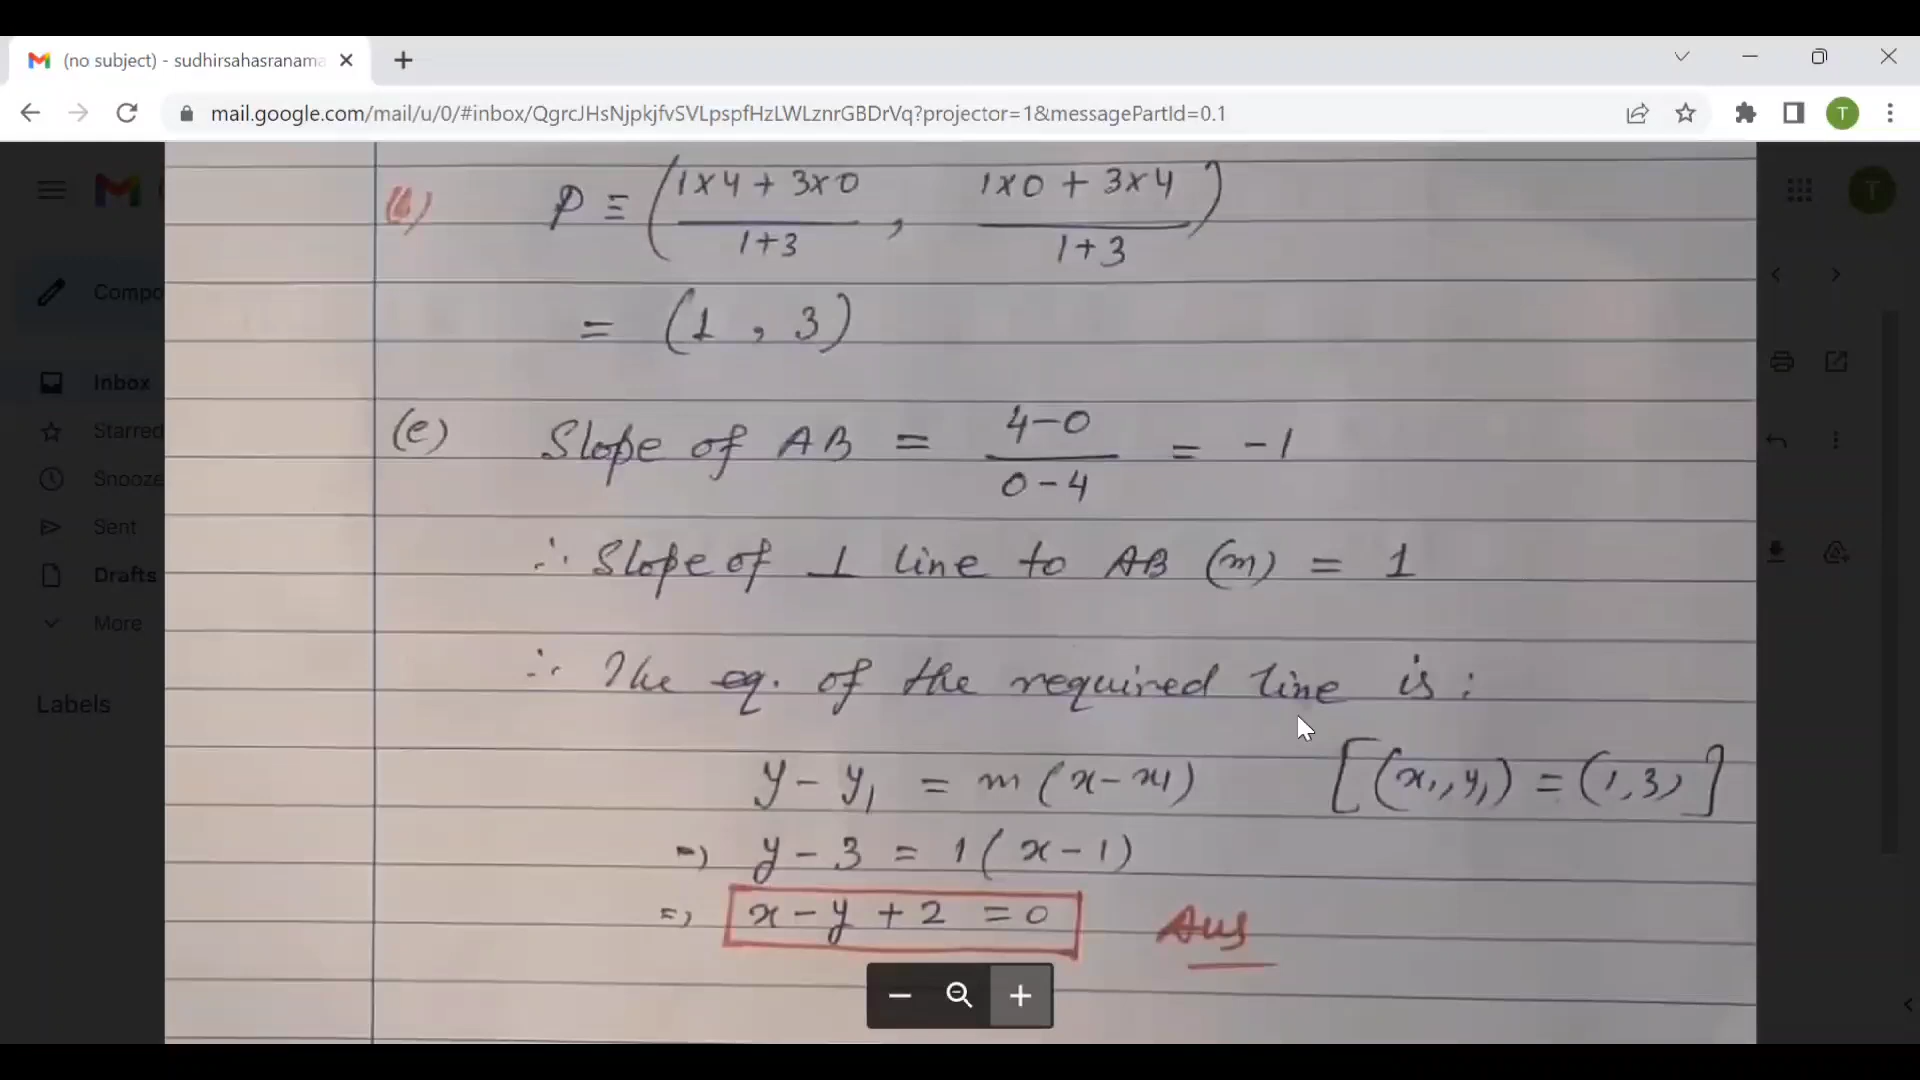 (no subject) - sudhirsahasranama
mail.google.com/mail/u/0/#inbox/QgrcJHsNjpkjfvSVLpspfHzLWLznrGBDrVq?projector=1&messagePartId=0.1
T
T
Compo
Inbox
Starred
Snooze
Sent
Drafts
More
Labels
(b) P ≡ ( (1×4 + 3×0)/(1+3) , (1×0 + 3×4)/(1+3) )
= (1 , 3)
(c) Slope of AB = (4-0)/(0-4) = -1
∴ Slope of ⊥ line to AB (m) = 1
∴ The eq. of the required line is :
y - y₁ = m (x - x₁) [(x₁, y₁) = (1, 3)]
⇒ y - 3 = 1 ( x - 1 )
⇒ x - y + 2 = 0 Ans